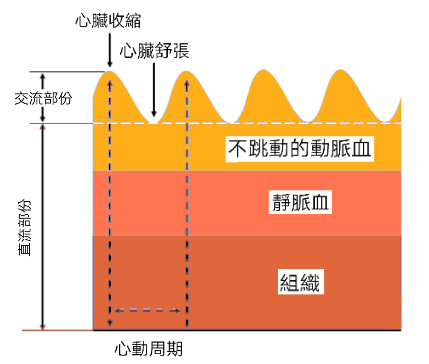 心臟收縮
心臟舒張
交流部份
不跳動的動脈血
靜脈血
直流部份
組織
心動周期